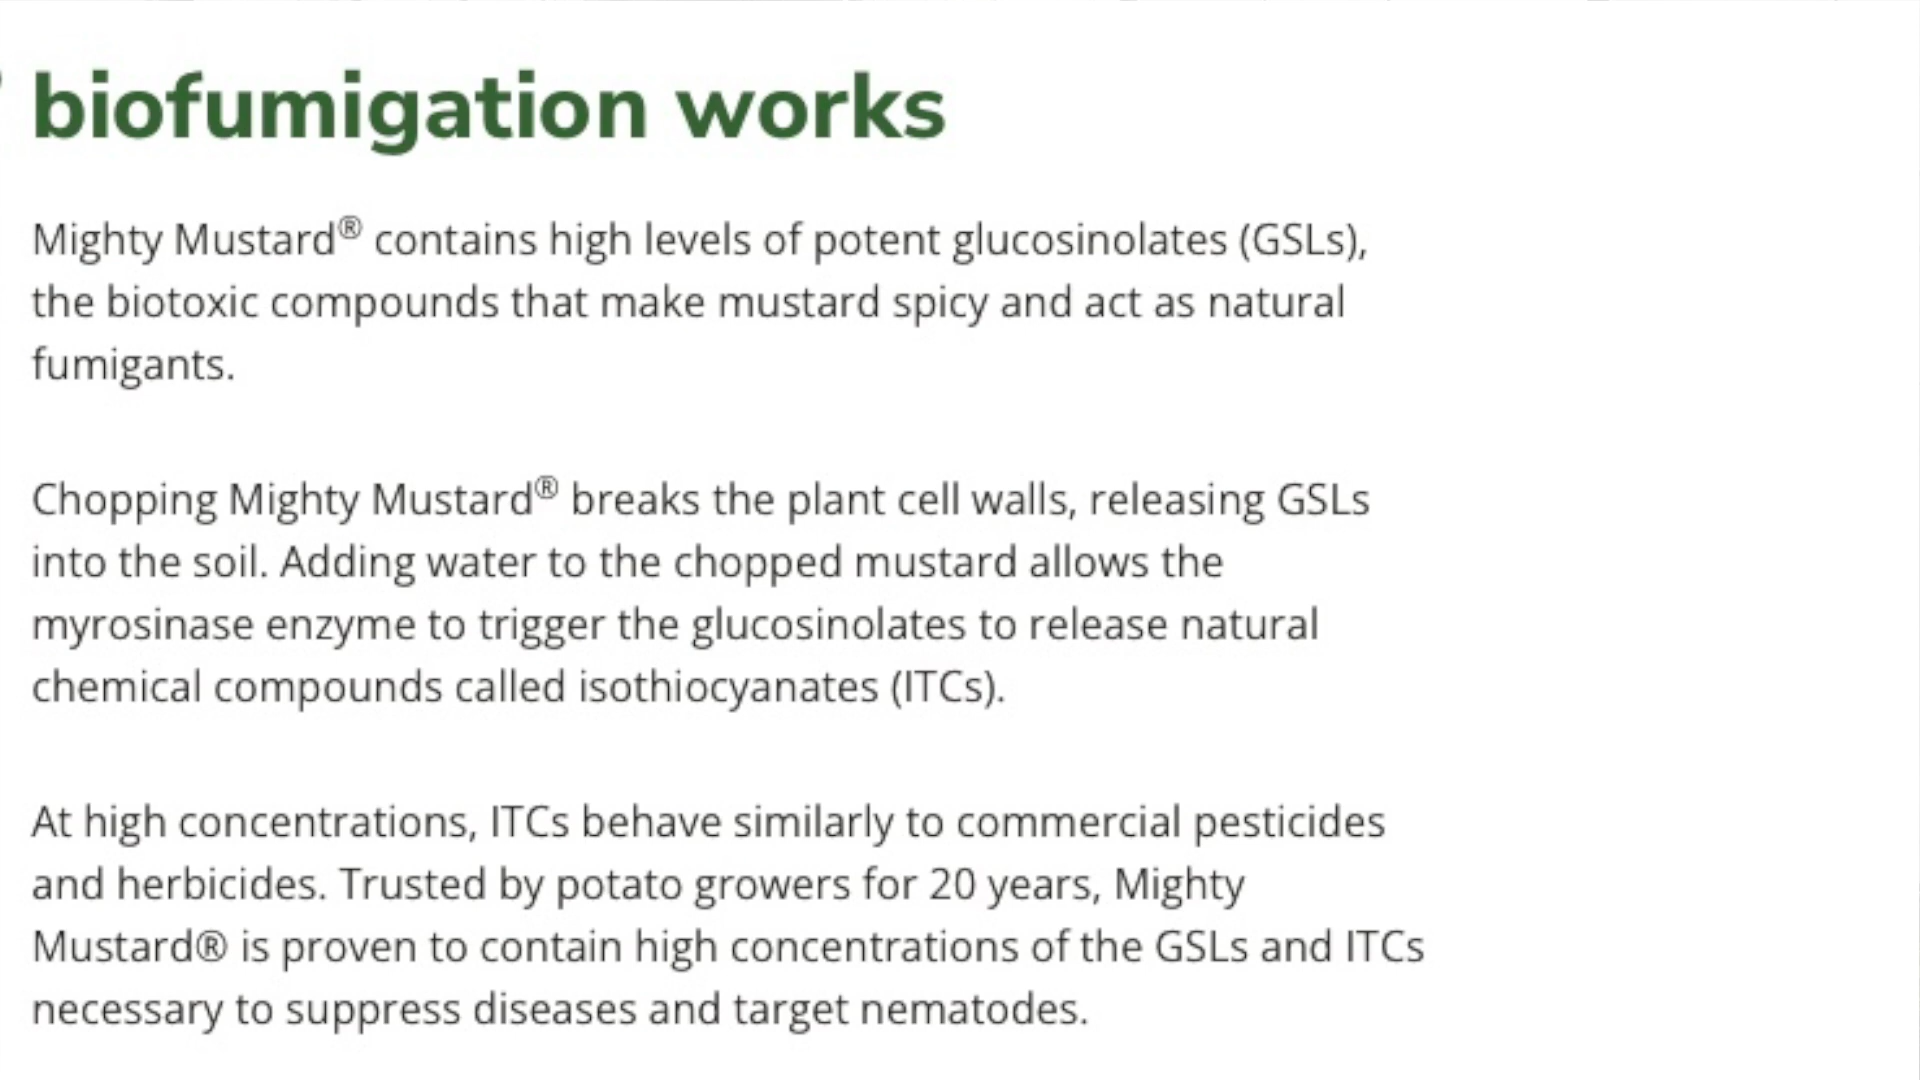 biofumigation works
Mighty Mustard® contains high levels of potent glucosinolates (GSLs),
the biotoxic compounds that make mustard spicy and act as natural
fumigants.
Chopping Mighty Mustard® breaks the plant cell walls, releasing GSLs
into the soil. Adding water to the chopped mustard allows the
myrosinase enzyme to trigger the glucosinolates to release natural
chemical compounds called isothiocyanates (ITCs).
At high concentrations, ITCs behave similarly to commercial pesticides
and herbicides. Trusted by potato growers for 20 years, Mighty
Mustard® is proven to contain high concentrations of the GSLs and ITCs
necessary to suppress diseases and target nematodes.